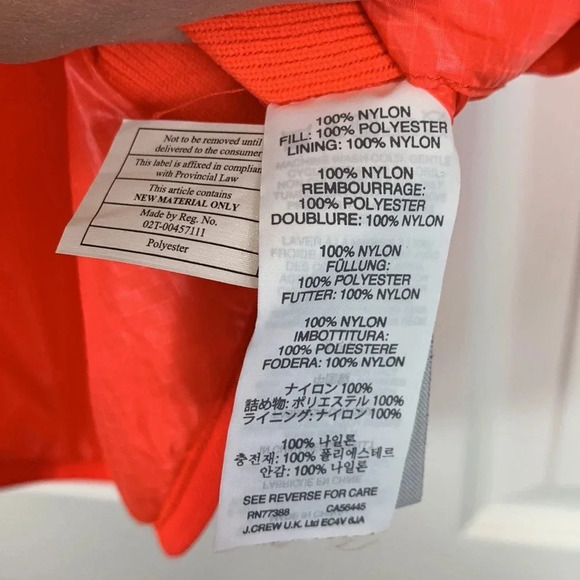 Not to be removed until
delivered to the consumer
This label is affixed in complian
with Provincial Law
This article contains
NEW MATERIAL ONLY
Made by Reg. No.
02T-00457111
Polyester
100% NYLON
FILL: 100% POLYESTER
LINING: 100% NYLON
100% NYLON
REMBOURRAGE:
100% POLYESTER
DOUBLURE: 100% NYLON
100% NYLON
FÜLLUNG:
100% POLYESTER
FUTTER: 100% NYLON
100% NYLON
IMBOTTITURA:
100% POLIESTERE
FODERA: 100% NYLON
ナイロン 100%
詰め物: ポリエステル 100%
ライニング: ナイロン 100%
100% 나일론
충전재: 100% 폴리에스테르
안감: 100% 나일론
SEE REVERSE FOR CARE
RN77388 CA56445
J.CREW U.K. Ltd EC4V 6JA